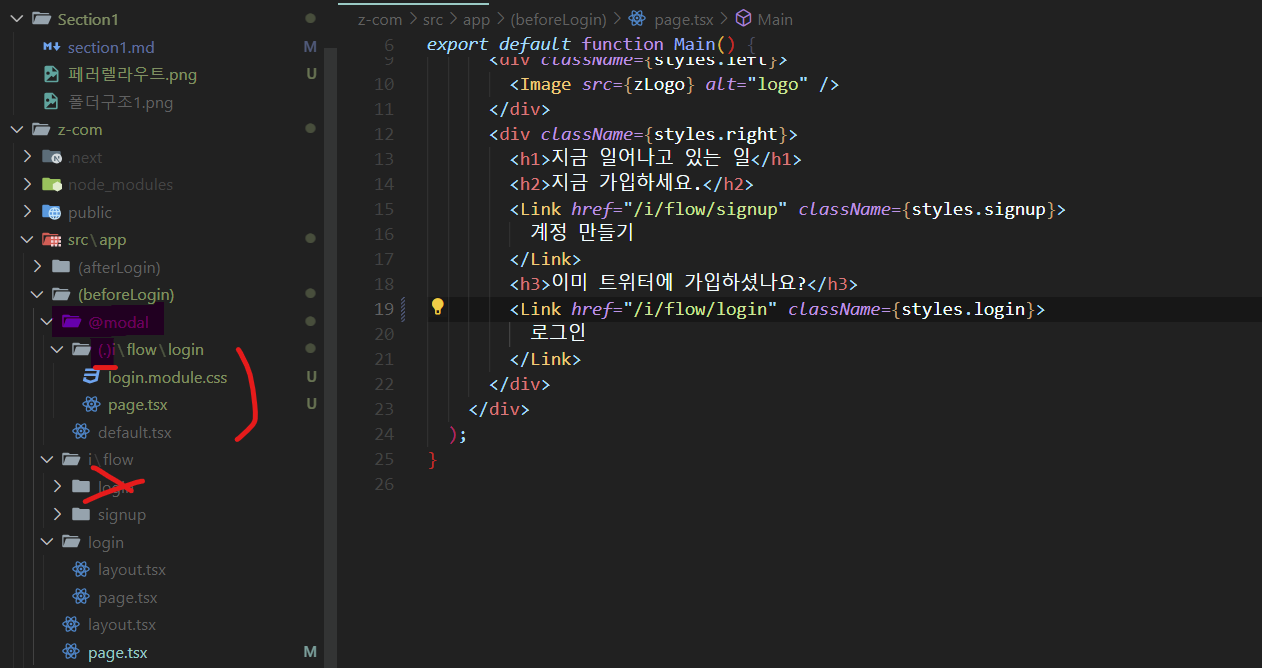 Section1
section1.md M
페러렐라우트.png U
폴더구조1.png
z-com
.next
node_modules
public
src\app
(afterLogin)
(beforeLogin)
@modal
(.)i\flow\login
login.module.css U
page.tsx U
default.tsx
i\flow
login
signup
login
layout.tsx
page.tsx
layout.tsx
page.tsx M
z-com > src > app > (beforeLogin) > page.tsx > Main
6 export default function Main() {
9 <div className={styles.left}>
10 <Image src={zLogo} alt="logo" />
11 </div>
12 <div className={styles.right}>
13 <h1>지금 일어나고 있는 일</h1>
14 <h2>지금 가입하세요.</h2>
15 <Link href="/i/flow/signup" className={styles.signup}>
16 계정 만들기
17 </Link>
18 <h3>이미 트위터에 가입하셨나요?</h3>
19 <Link href="/i/flow/login" className={styles.login}>
20 로그인
21 </Link>
22 </div>
23 </div>
24 );
25 }
26